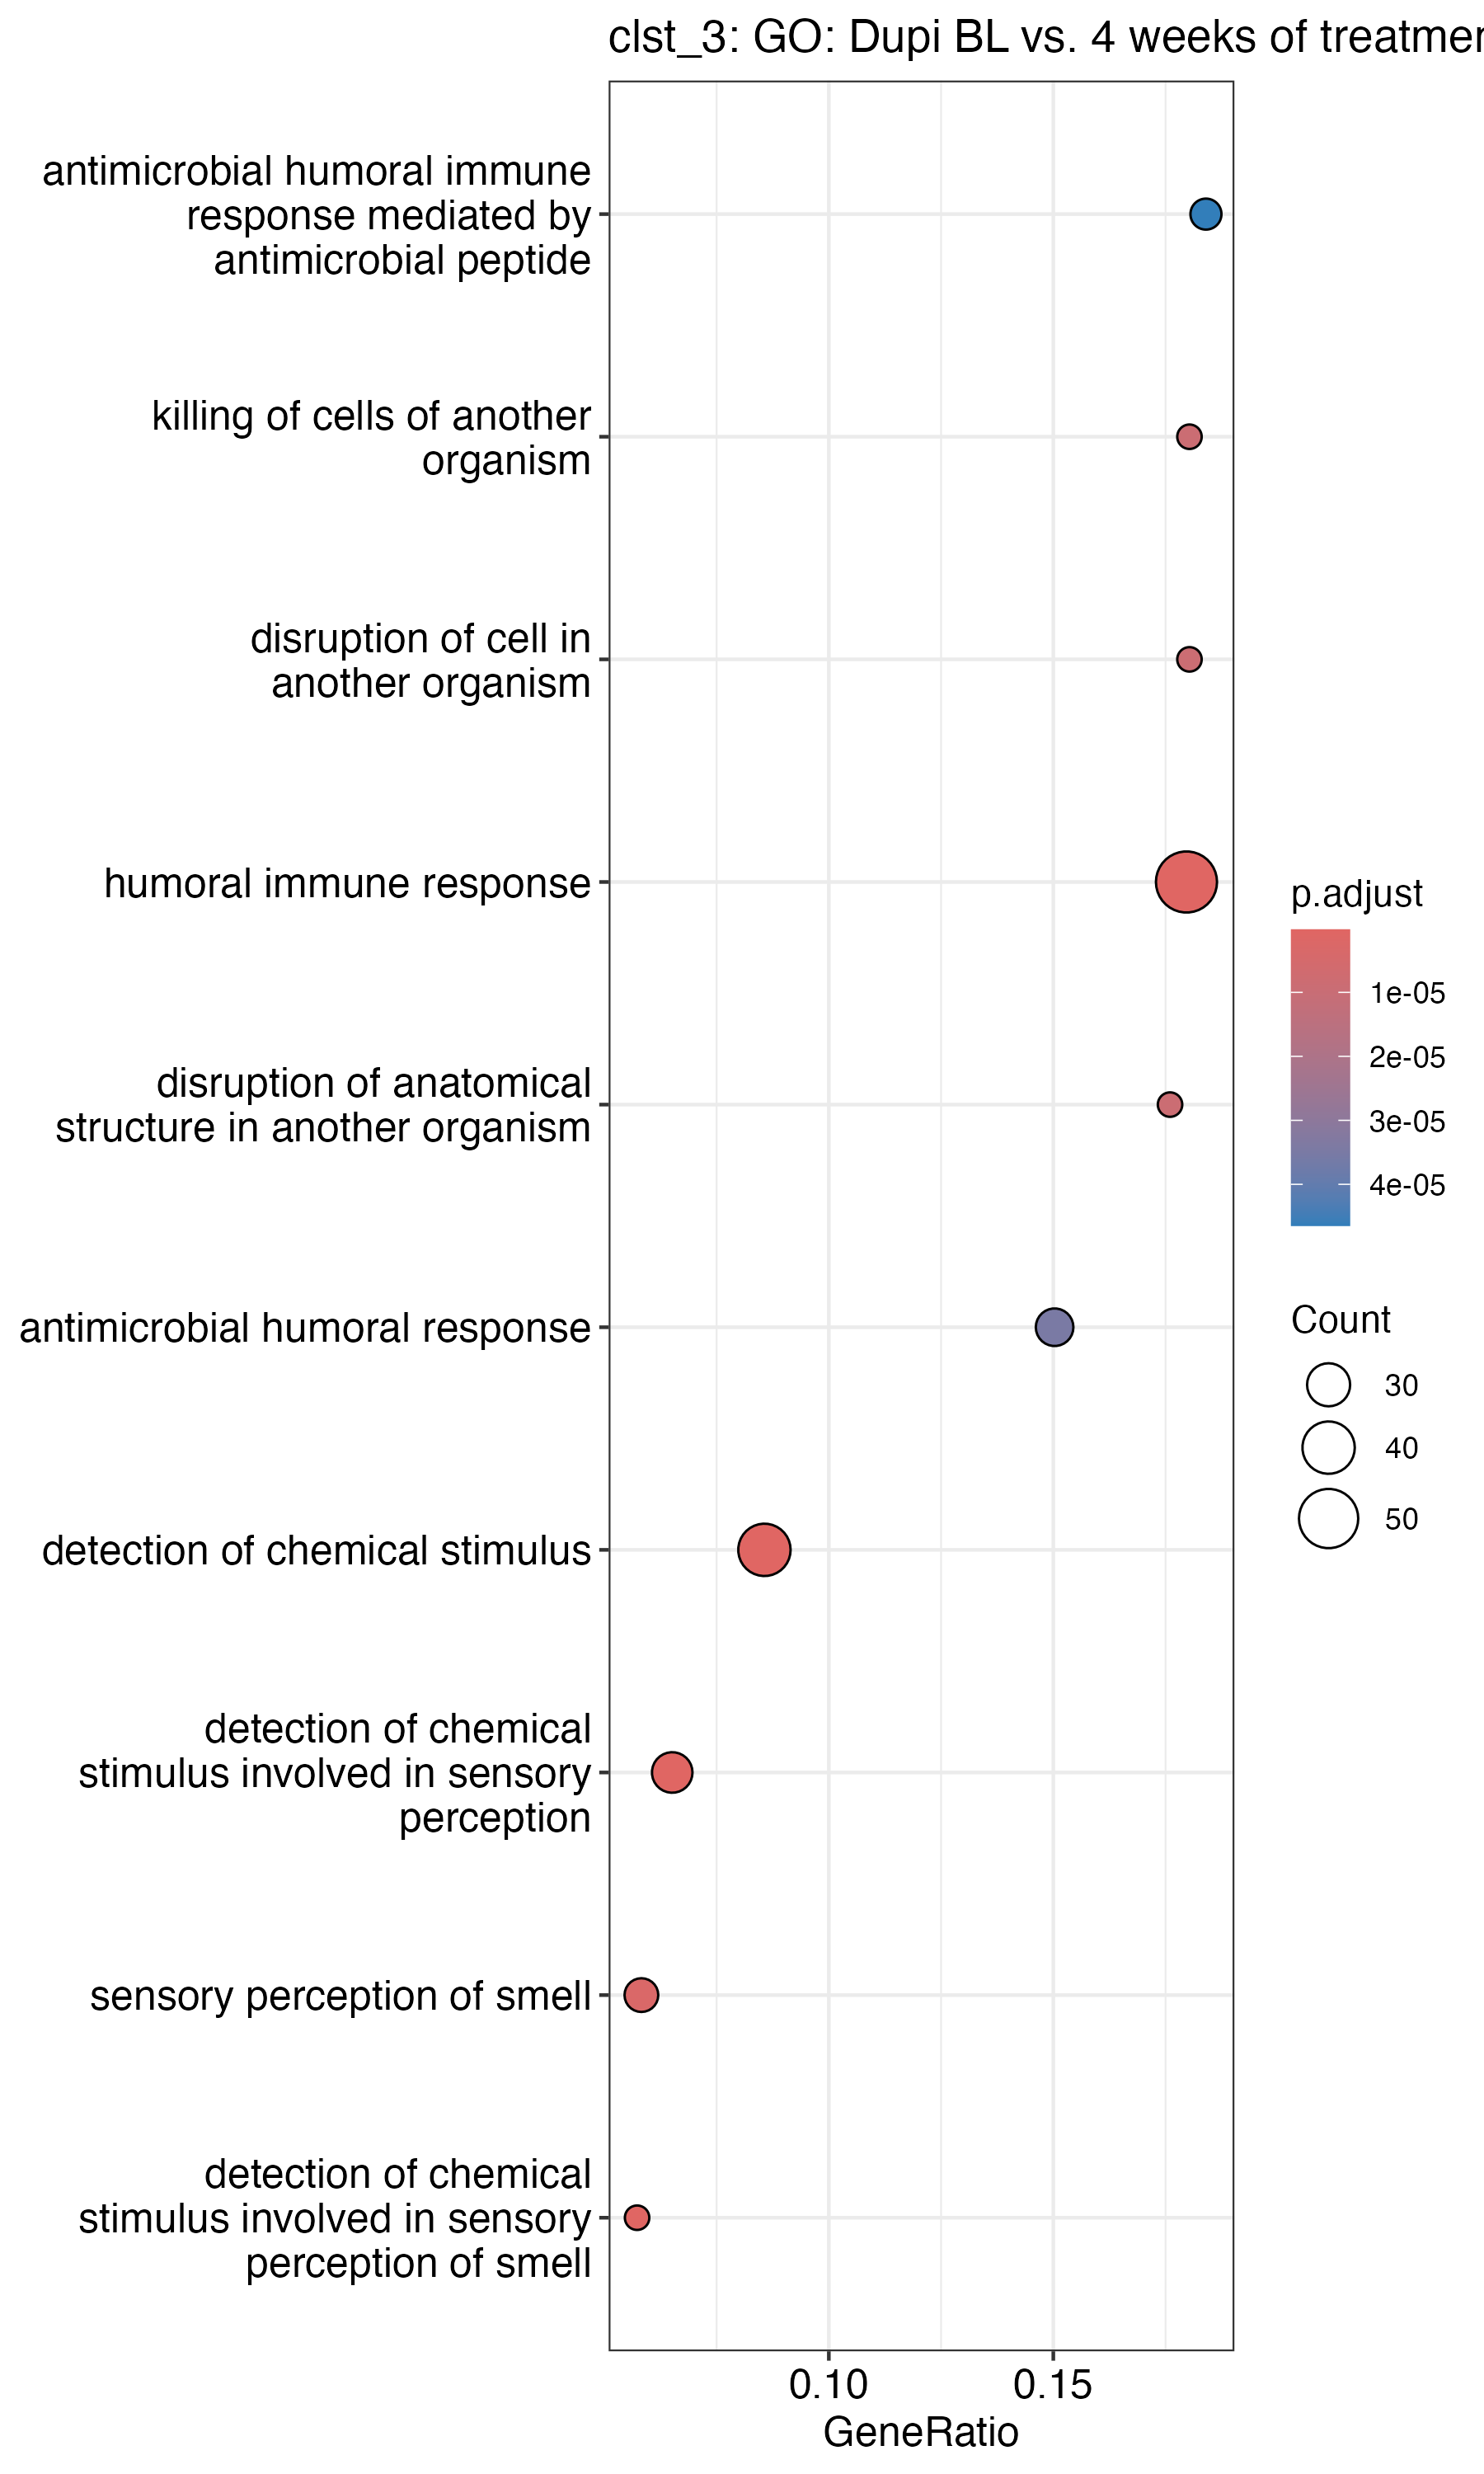 clst_3: GO: Dupi BL vs. 4 weeks of treatmen
antimicrobial humoral immune
response mediated by
antimicrobial peptide
killing of cells of another
organism
disruption of cell in
another organism
humoral immune response
disruption of anatomical
structure in another organism
antimicrobial humoral response
detection of chemical stimulus
detection of chemical
stimulus involved in sensory
perception
sensory perception of smell
detection of chemical
stimulus involved in sensory
perception of smell
0.10
0.15
GeneRatio
p.adjust
1e-05
2e-05
3e-05
4e-05
Count
30
40
50